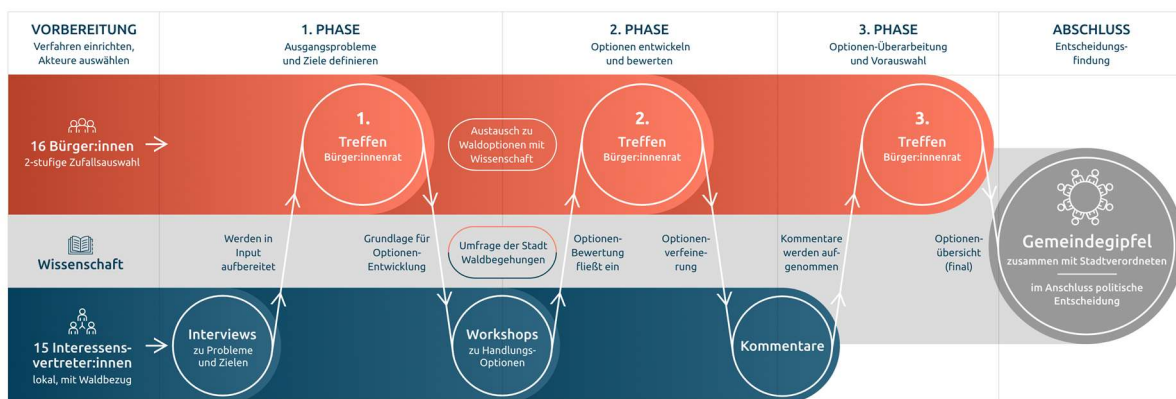 VORBEREITUNG
Verfahren einrichten,
Akteure auswählen
1. PHASE
Ausgangsprobleme
und Ziele definieren
2. PHASE
Optionen entwickeln
und bewerten
3. PHASE
Optionen-Überarbeitung
und Vorauswahl
ABSCHLUSS
Entscheidungs-
findung
16 Bürger:innen
2-stufige Zufallsauswahl
1.
Treffen
Bürger:innenrat
Austausch zu
Waldoptionen mit
Wissenschaft
2.
Treffen
Bürger:innenrat
3.
Treffen
Bürger:innenrat
Wissenschaft
Werden in
Input
aufbereitet
Grundlage für
Optionen-
Entwicklung
Umfrage der Stadt
Waldbegehungen
Optionen-
Bewertung
fließt ein
Optionen-
verfeine-
rung
Kommentare
werden auf-
genommen
Optionen-
übersicht
(final)
Gemeindegipfel
zusammen mit Stadtverordneten
im Anschluss politische
Entscheidung
15 Interessens-
vertreter:innen
lokal, mit Waldbezug
Interviews
zu Probleme
und Zielen
Workshops
zu Handlungs-
Optionen
Kommentare